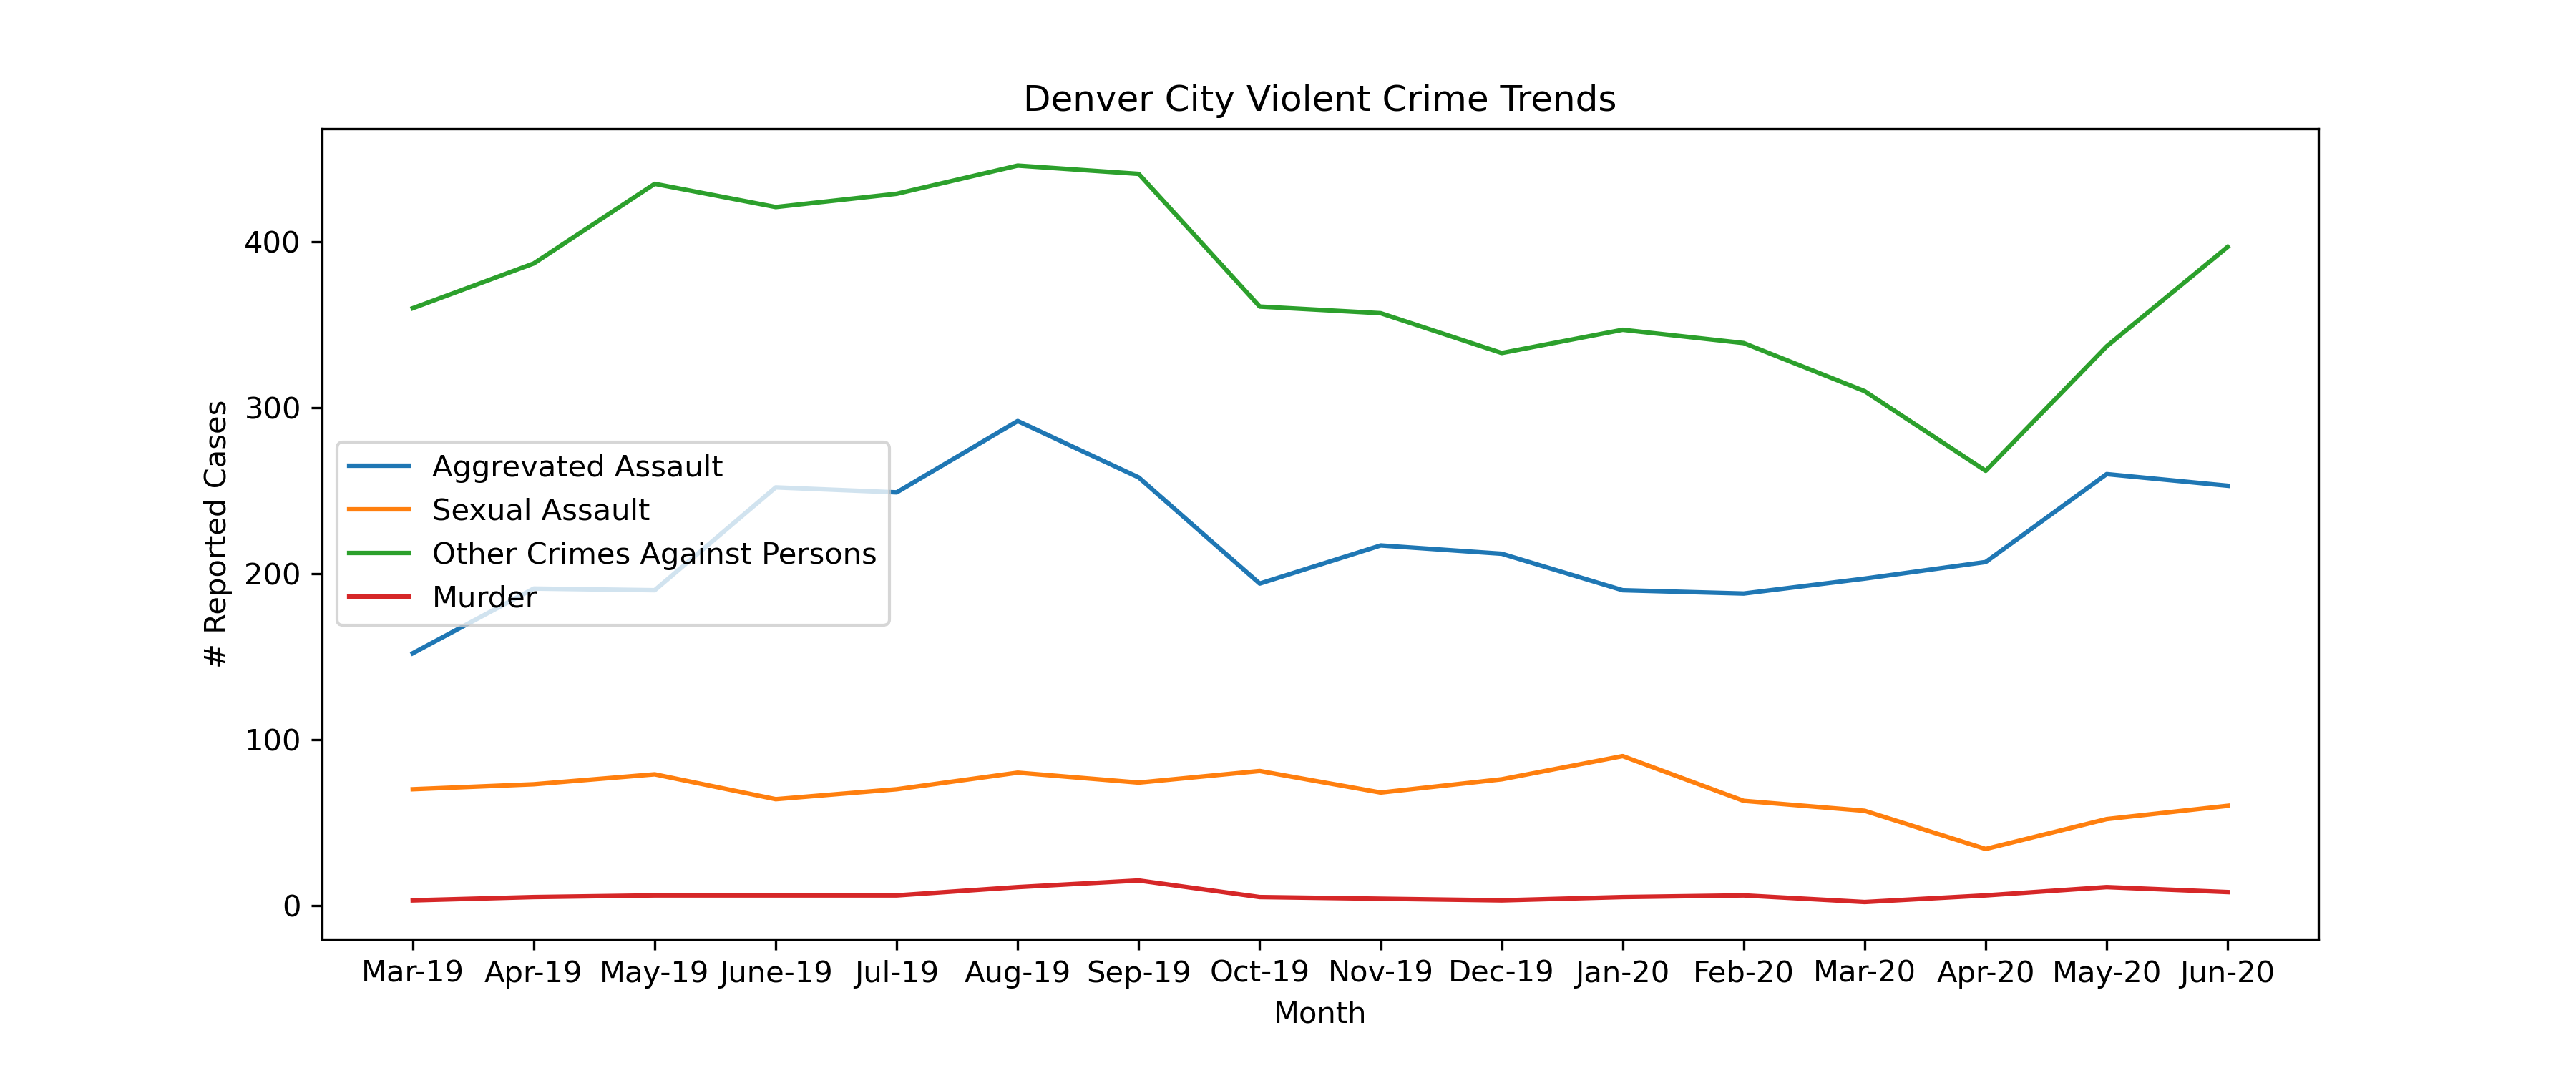 Denver City Violent Crime Trends
# Reported Cases
400
300
200
100
0
Aggrevated Assault
Sexual Assault
Other Crimes Against Persons
Murder
Mar-19 Apr-19 May-19 June-19 Jul-19 Aug-19 Sep-19 Oct-19 Nov-19 Dec-19 Jan-20 Feb-20 Mar-20 Apr-20 May-20 Jun-20
Month